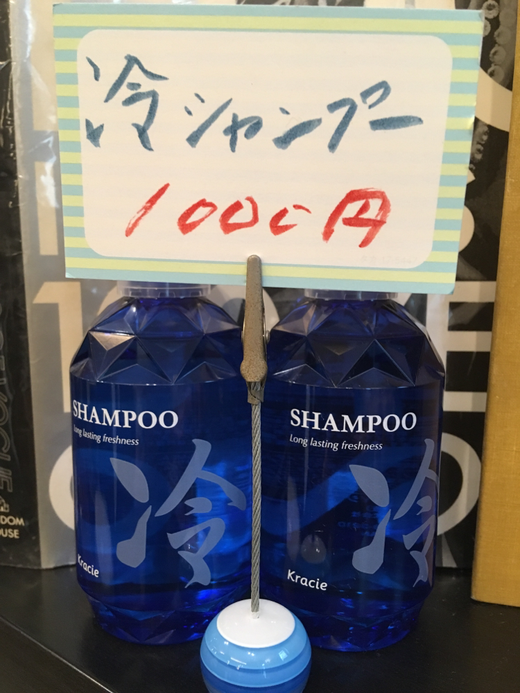 冷シャンプー
1000円
SHAMPOO
Long lasting freshness
冷
Kracie
SHAMPOO
Long lasting freshness
冷
Kracie